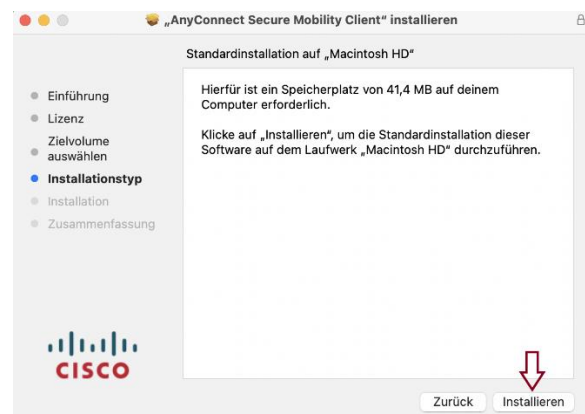 „AnyConnect Secure Mobility Client“ installieren
Standardinstallation auf „Macintosh HD“
Einführung
Lizenz
Zielvolume
auswählen
Installationstyp
Installation
Zusammenfassung
Hierfür ist ein Speicherplatz von 41,4 MB auf deinem
Computer erforderlich.
Klicke auf „Installieren“, um die Standardinstallation dieser
Software auf dem Laufwerk „Macintosh HD“ durchzuführen.
CISCO
Zurück
Installieren